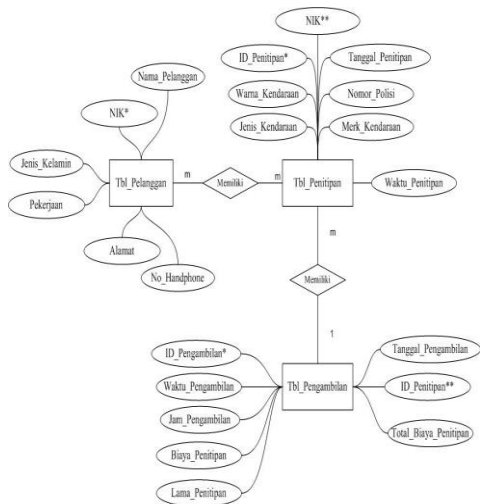 NIK**
ID_Penitipan*
Tanggal_Penitipan
Nama_Pelanggan
Warna_Kendaraan
Nomor_Polisi
NIK*
Jenis_Kendaraan
Merk_Kendaraan
Jenis_Kelamin
Tbl_Pelanggan
m
Memiliki
m
Tbl_Penitipan
Waktu_Penitipan
Pekerjaan
Alamat
No_Handphone
m
Memiliki
1
ID_Pengambilan*
Tanggal_Pengambilan
Waktu_Pengambilan
Tbl_Pengambilan
ID_Penitipan**
Jam_Pengambilan
Total_Biaya_Penitipan
Biaya_Penitipan
Lama_Penitipan